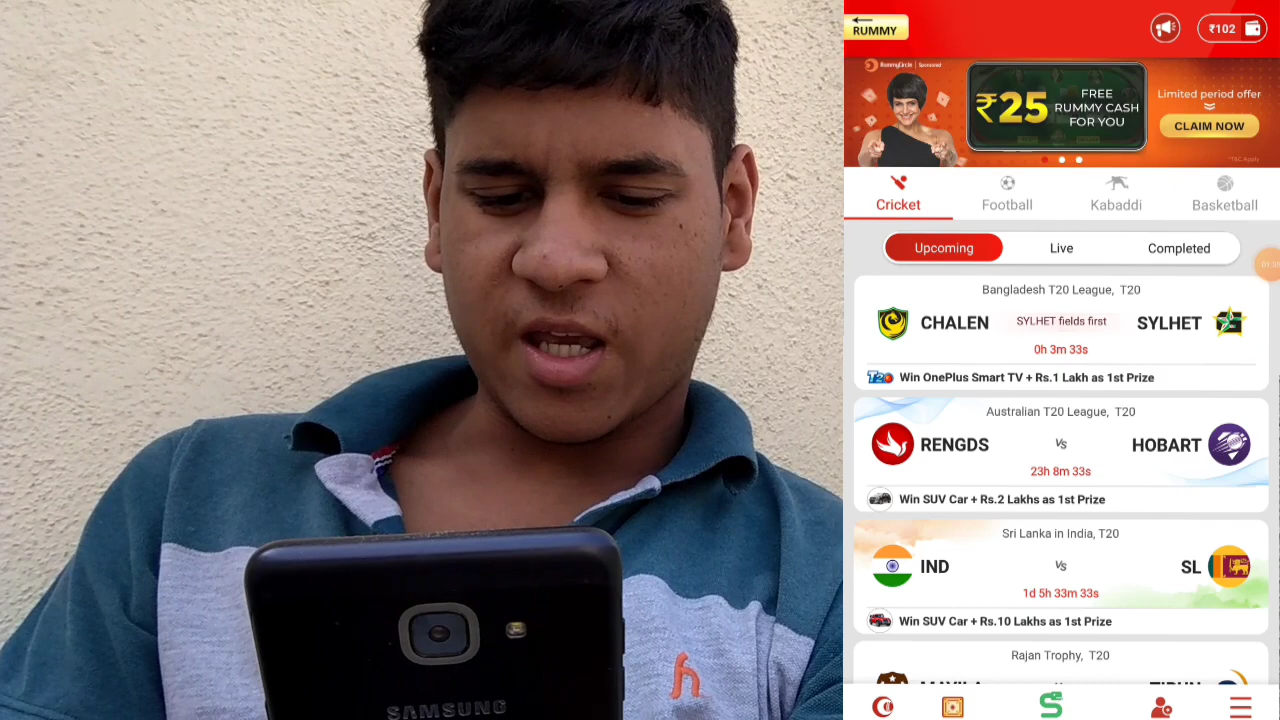 SAMSUNG
h
RUMMY
₹102
RummyCircle | Sponsored
₹25
FREE
RUMMY CASH
FOR YOU
Limited period offer
CLAIM NOW
*T&C Apply
Cricket
Football
Kabaddi
Basketball
Upcoming
Live
Completed
Bangladesh T20 League, T20
CHALEN
SYLHET fields first
SYLHET
0h 3m 33s
T20
Win OnePlus Smart TV + Rs.1 Lakh as 1st Prize
Australian T20 League, T20
RENGDS
Vs
HOBART
23h 8m 33s
Win SUV Car + Rs.2 Lakhs as 1st Prize
Sri Lanka in India, T20
IND
Vs
SL
1d 5h 33m 33s
Win SUV Car + Rs.10 Lakhs as 1st Prize
Rajan Trophy, T20